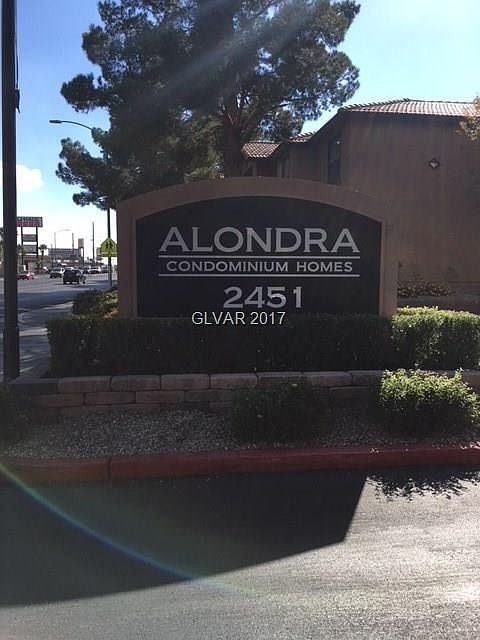 ALONDRA
CONDOMINIUM HOMES
2451
GLVAR 2017